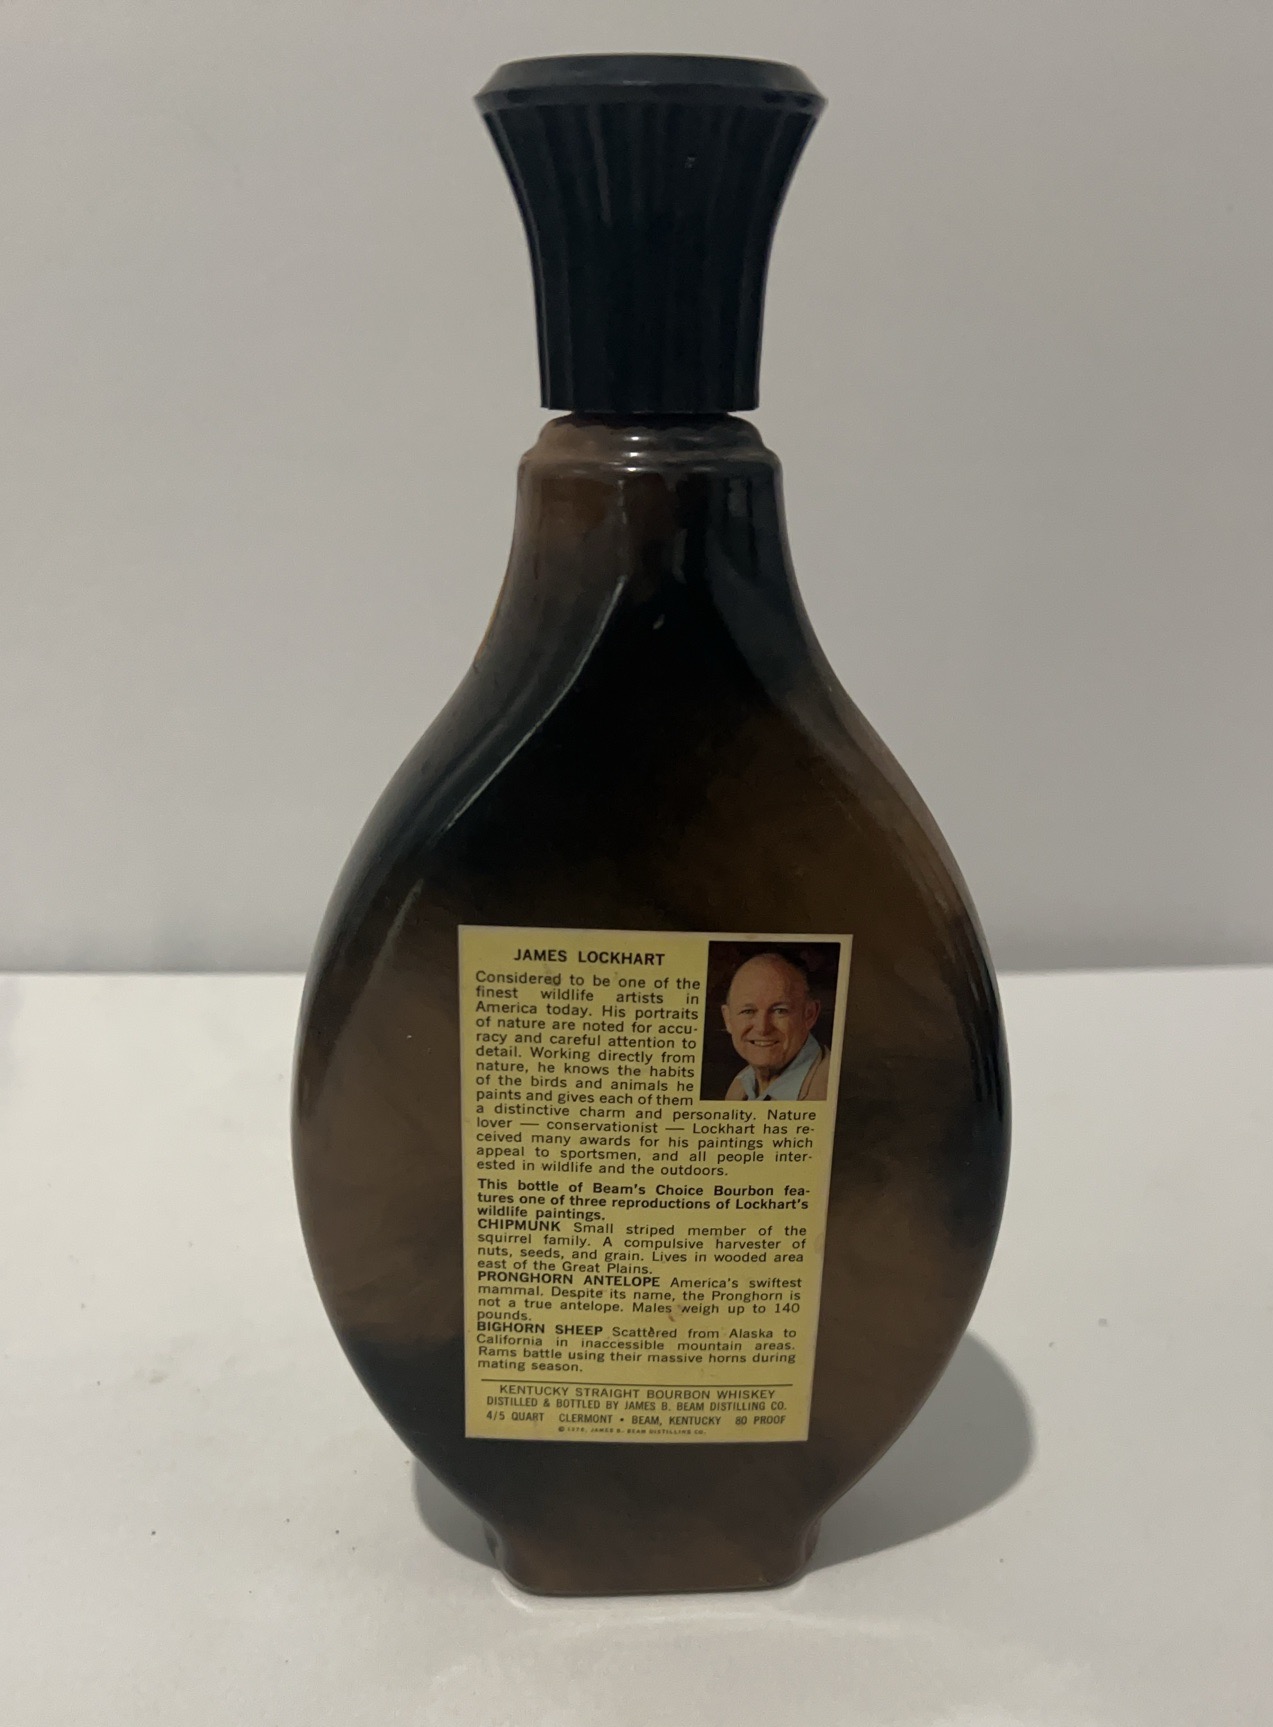 JAMES LOCKHART
Considered to be one of the
finest wildlife artists in
America today. His portraits
of nature are noted for accu-
racy and careful attention to
detail. Working directly from
nature, he knows the habits
of the birds and animals he
paints and gives each of them
a distinctive charm and personality. Nature
lover — conservationist — Lockhart has re-
ceived many awards for his paintings which
appeal to sportsmen, and all people inter-
ested in wildlife and the outdoors.
This bottle of Beam's Choice Bourbon fea-
tures one of three reproductions of Lockhart's
wildlife paintings.
CHIPMUNK Small striped member of the
squirrel family. A compulsive harvester of
nuts, seeds, and grain. Lives in wooded area
east of the Great Plains.
PRONGHORN ANTELOPE America's swiftest
mammal. Despite its name, the Pronghorn is
not a true antelope. Males weigh up to 140
pounds.
BIGHORN SHEEP Scattered from Alaska to
California in inaccessible mountain areas.
Rams battle using their massive horns during
mating season.
KENTUCKY STRAIGHT BOURBON WHISKEY
DISTILLED & BOTTLED BY JAMES B. BEAM DISTILLING CO.
4/5 QUART CLERMONT • BEAM, KENTUCKY 80 PROOF
© JAMES B. BEAM DISTILLING CO.